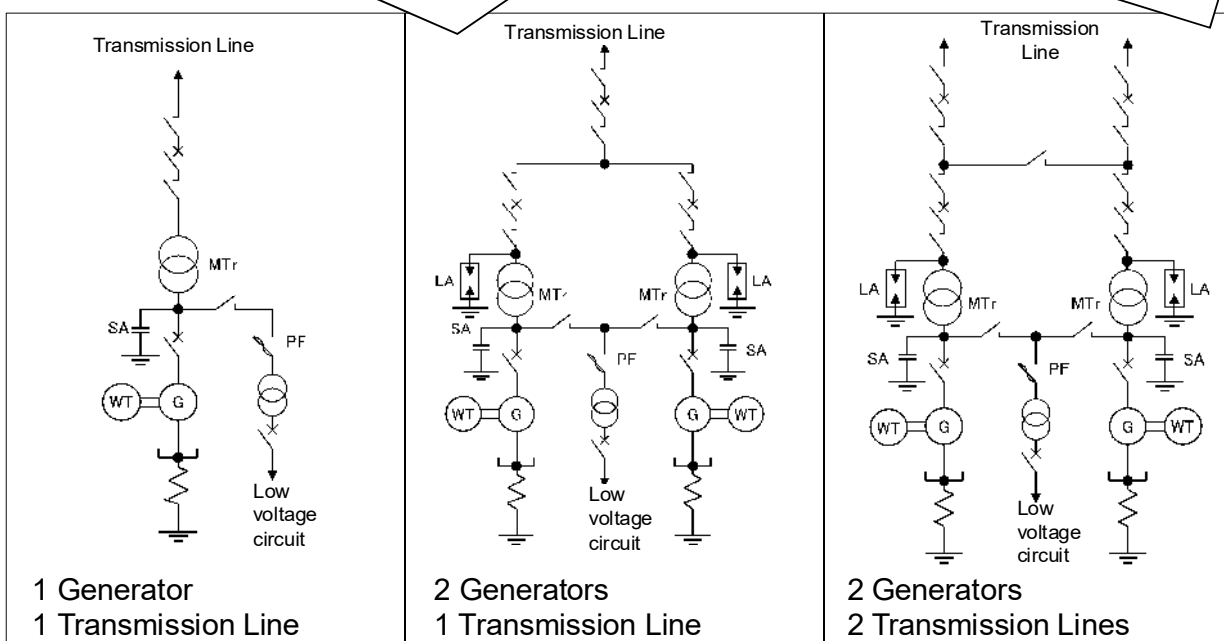 Transmission Line
MTr
SA
PF
WT
G
Low
voltage
circuit
1 Generator
1 Transmission Line
Transmission Line
LA
MTr
MTr
LA
SA
PF
SA
WT
G
G
WT
Low
voltage
circuit
2 Generators
1 Transmission Line
Transmission
Line
LA
MTr
MTr
LA
SA
PF
SA
WT
G
G
WT
Low
voltage
circuit
2 Generators
2 Transmission Lines